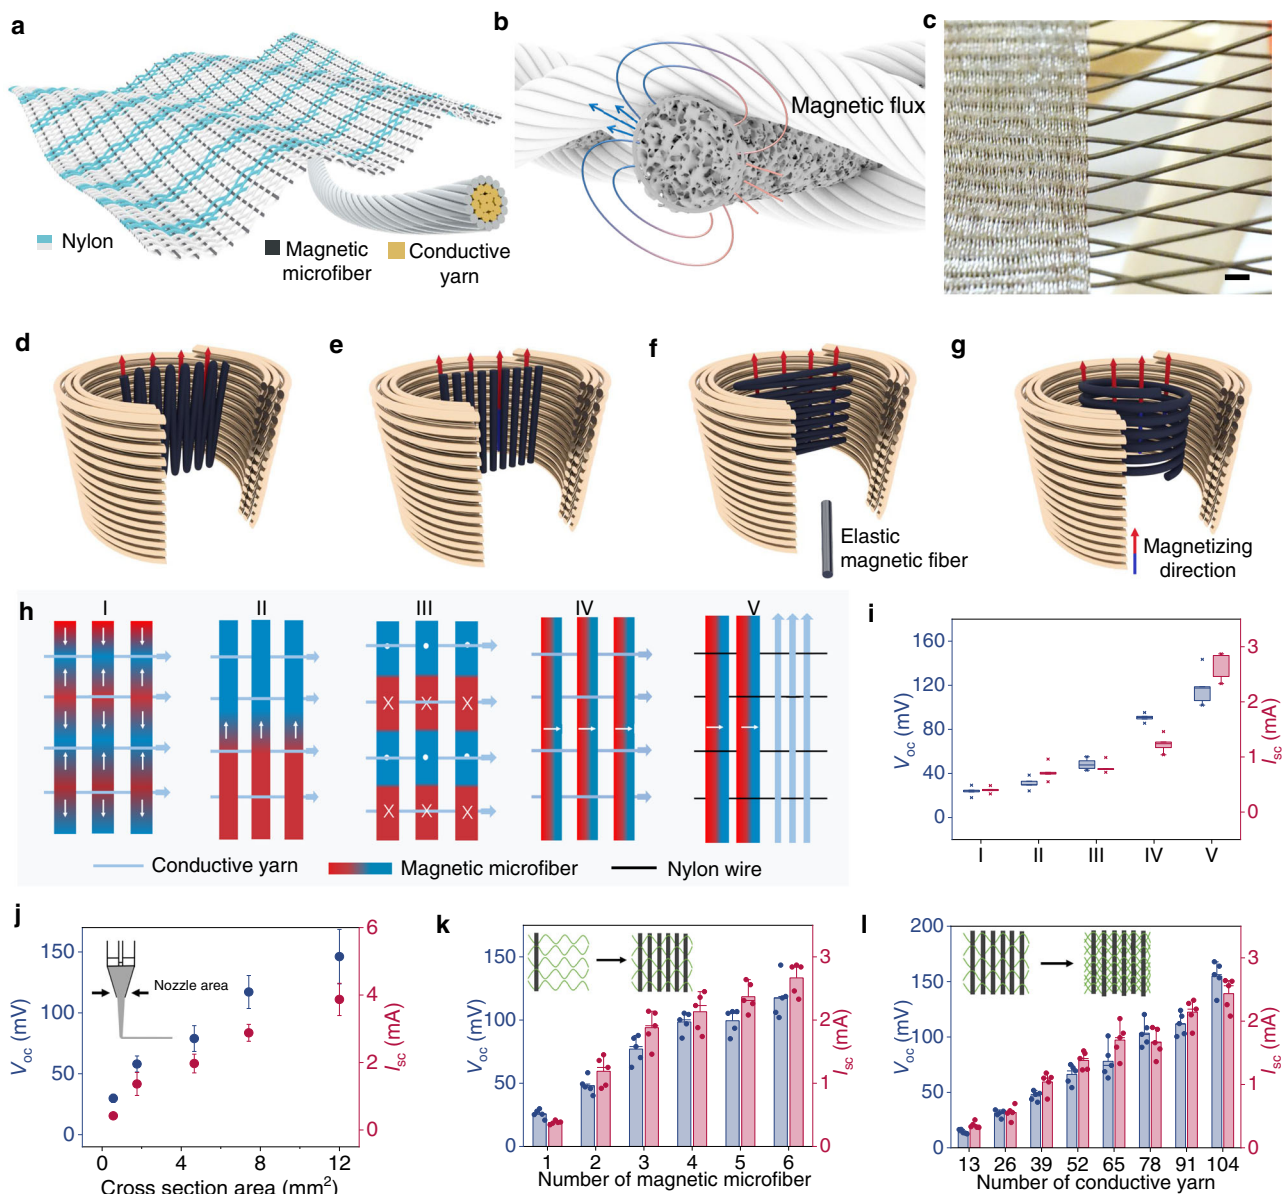 a
b
c
Magnetic flux
Nylon
Magnetic
microfiber
Conductive
yarn
d
e
f
g
Elastic
magnetic fiber
Magnetizing
direction
h
I
II
III
IV
V
Conductive yarn
Magnetic microfiber
Nylon wire
i
160
120
80
40
0
Voc (mV)
3
2
1
0
Isc (mA)
I
II
III
IV
V
j
150
100
50
0
Voc (mV)
Nozzle area
6
4
2
0
Isc (mA)
0
4
8
12
Cross section area (mm²)
k
150
100
50
0
Voc (mV)
3
2
1
0
Isc (mA)
1
2
3
4
5
6
Number of magnetic microfiber
l
200
150
100
50
0
Voc (mV)
3
2
1
0
Isc (mA)
13
26
39
52
65
78
91
104
Number of conductive yarn